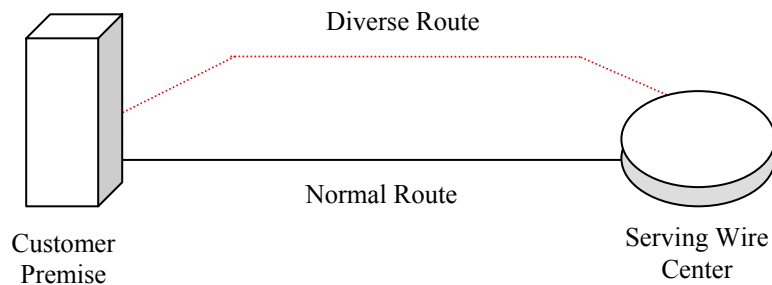 Diverse Route
Normal Route
Customer
Premise
Serving Wire
Center